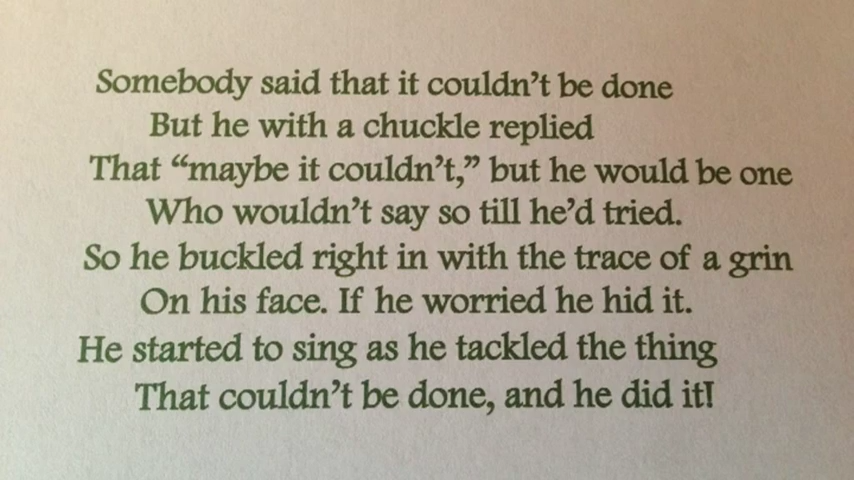 Somebody said that it couldn't be done
But he with a chuckle replied
That “maybe it couldn't,” but he would be one
Who wouldn't say so till he'd tried.
So he buckled right in with the trace of a grin
On his face. If he worried he hid it.
He started to sing as he tackled the thing
That couldn't be done, and he did it!